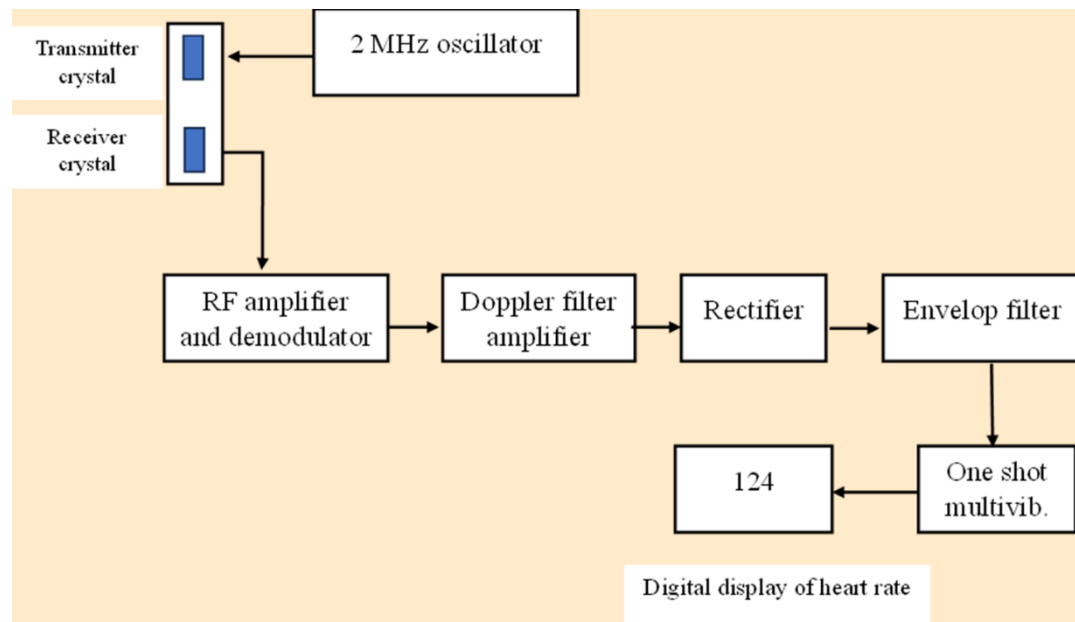 Transmitter
crystal
2 MHz oscillator
Receiver
crystal
RF amplifier
and demodulator
Doppler filter
amplifier
Rectifier
Envelop filter
124
One shot
multivib.
Digital display of heart rate